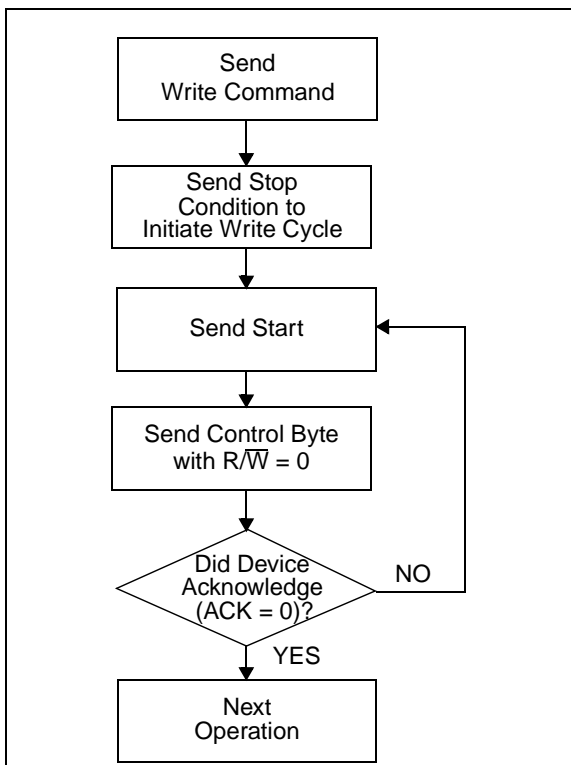 Send
Write Command
Send Stop
Condition to
Initiate Write Cycle
Send Start
Send Control Byte
with R/W̅ = 0
Did Device
Acknowledge
(ACK = 0)?
NO
YES
Next
Operation